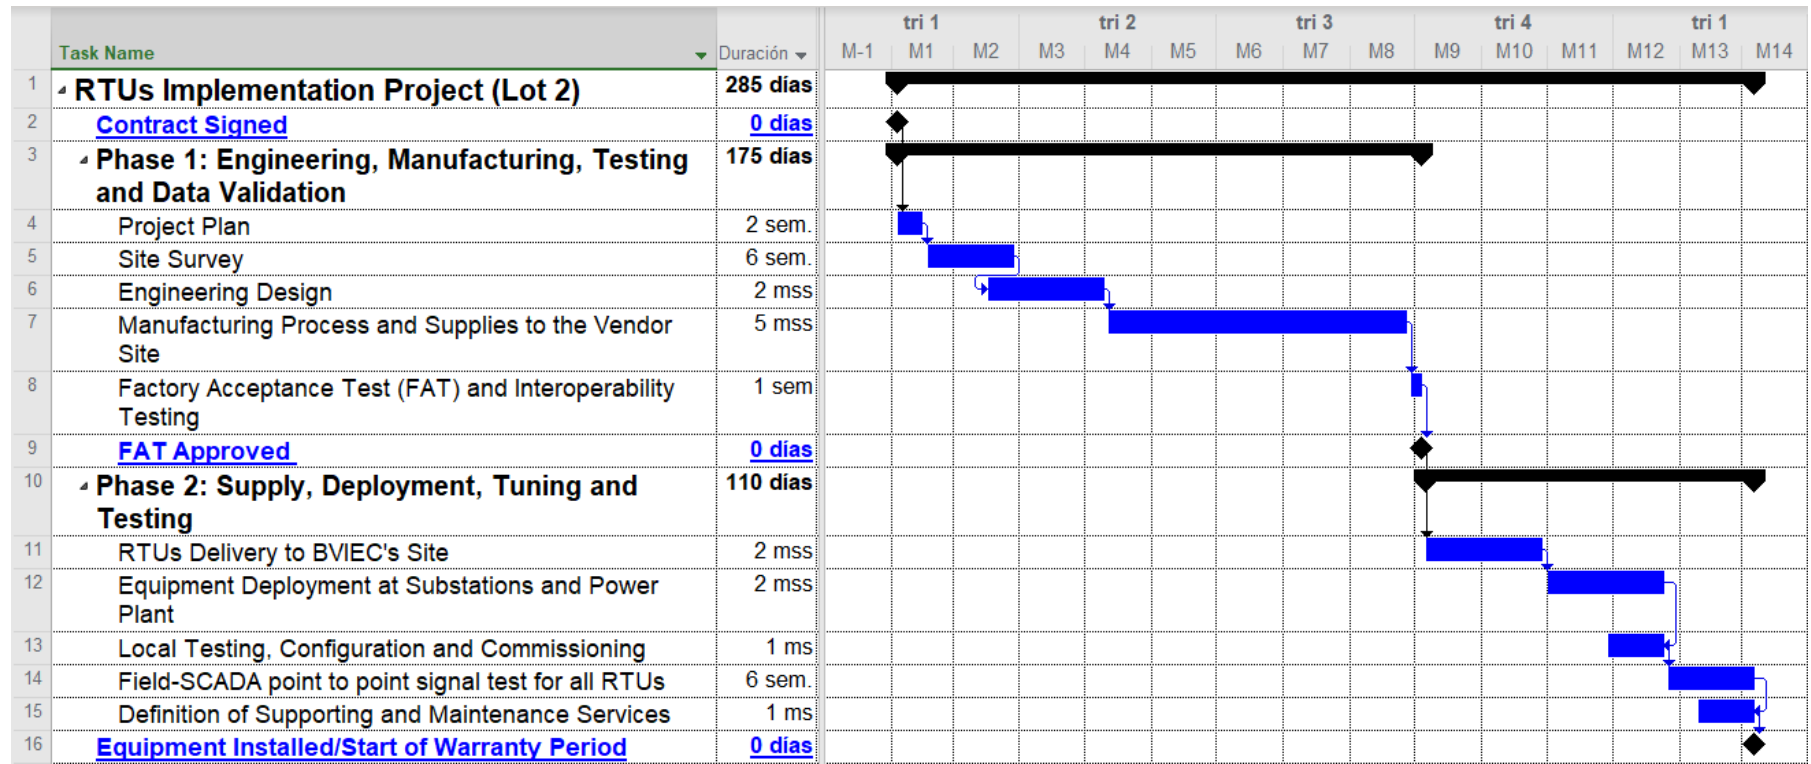 tri 1 tri 2 tri 3 tri 4 tri 1
Task Name Duración M-1 M1 M2 M3 M4 M5 M6 M7 M8 M9 M10 M11 M12 M13 M14
1 RTUs Implementation Project (Lot 2) 285 días
2 Contract Signed 0 días
3 Phase 1: Engineering, Manufacturing, Testing 175 días
and Data Validation
4 Project Plan 2 sem.
5 Site Survey 6 sem.
6 Engineering Design 2 mss
7 Manufacturing Process and Supplies to the Vendor 5 mss
Site
8 Factory Acceptance Test (FAT) and Interoperability 1 sem
Testing
9 FAT Approved 0 días
10 Phase 2: Supply, Deployment, Tuning and 110 días
Testing
11 RTUs Delivery to BVIEC's Site 2 mss
12 Equipment Deployment at Substations and Power 2 mss
Plant
13 Local Testing, Configuration and Commissioning 1 ms
14 Field-SCADA point to point signal test for all RTUs 6 sem.
15 Definition of Supporting and Maintenance Services 1 ms
16 Equipment Installed/Start of Warranty Period 0 días